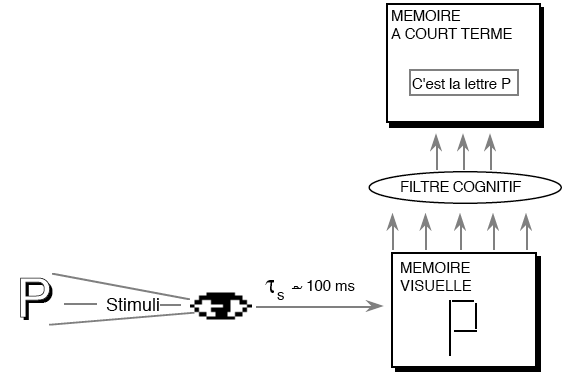 MEMOIRE
A COURT TERME
C'est la lettre P
FILTRE COGNITIF
P
Stimuli
τs ≃ 100 ms
MEMOIRE
VISUELLE
P